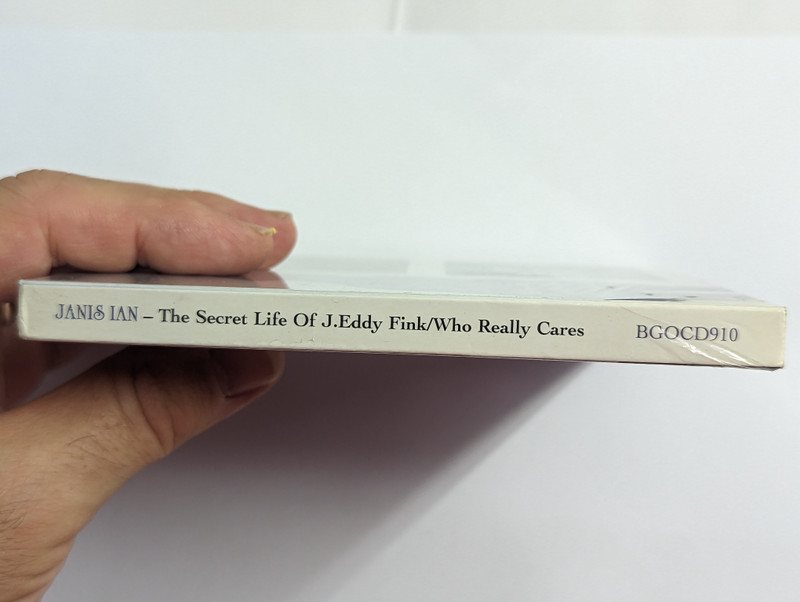 JANIS IAN – The Secret Life Of J.Eddy Fink/Who Really Cares BGOCD910